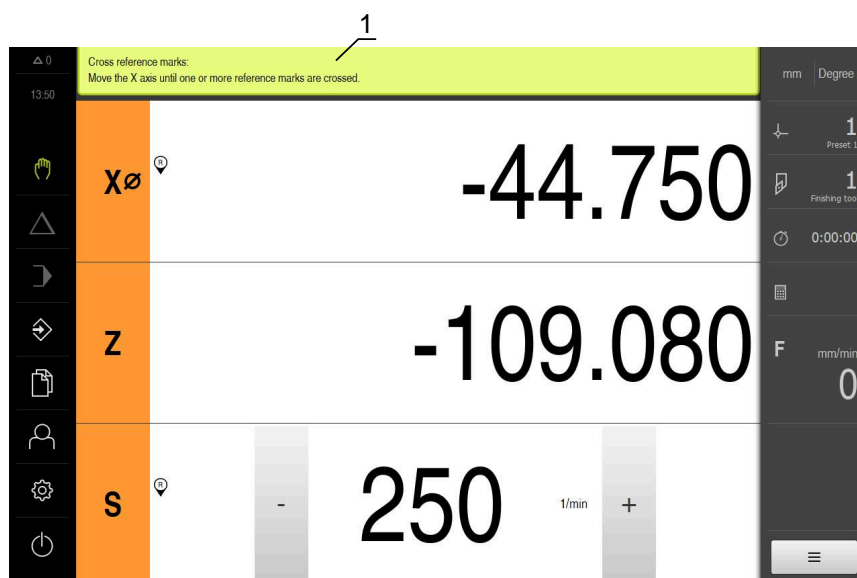 1
0
Cross reference marks:
Move the X axis until one or more reference marks are crossed.
mm Degree
13:50
X⌀ R -44.750
1
Preset 1
1
Finishing too
0:00:00
Z -109.080
F mm/min
0
S R - 250 1/min +